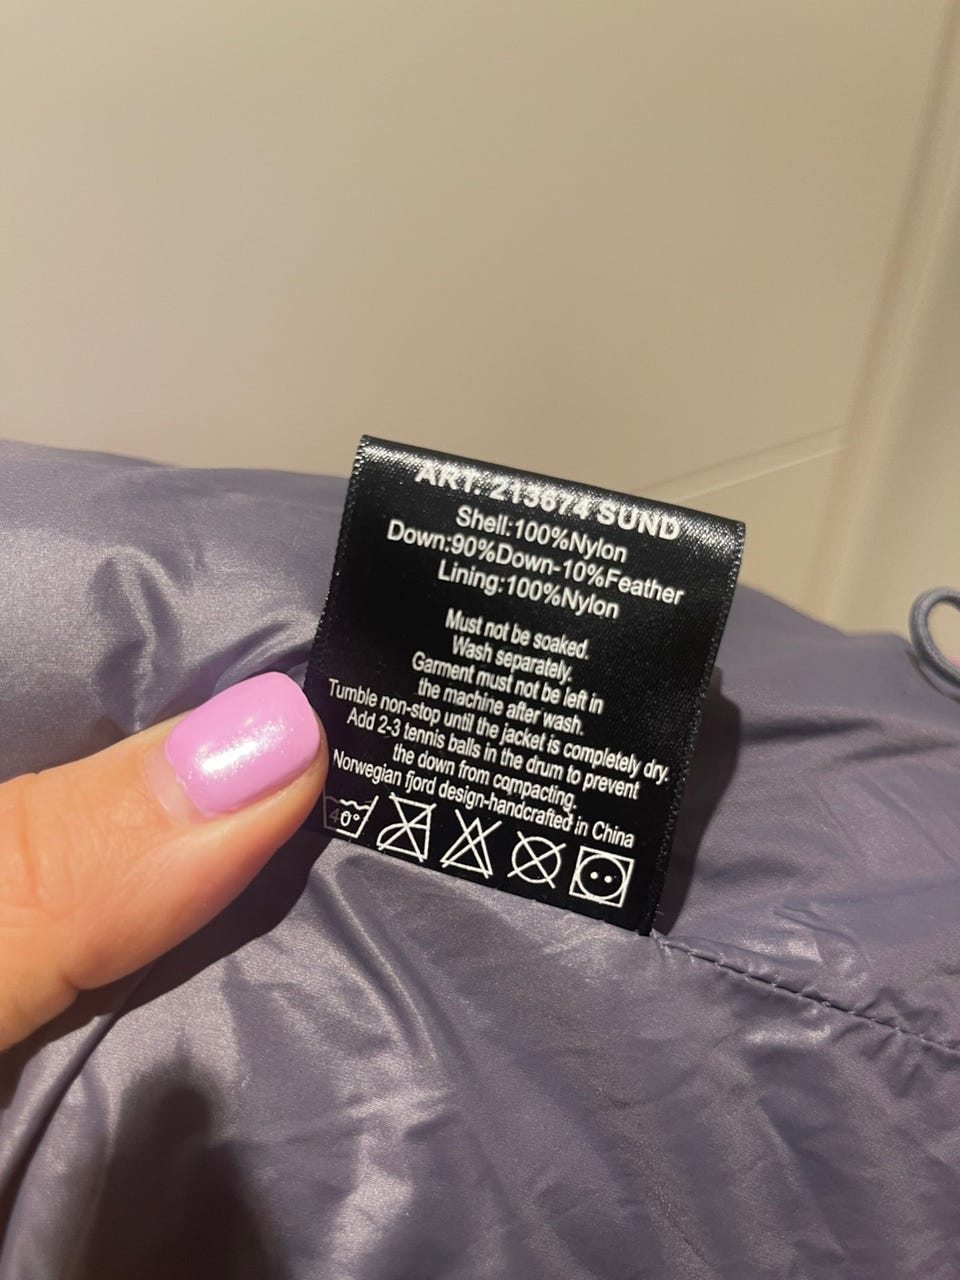 ART. 213674 SUND
Shell:100%Nylon
Down:90%Down-10%Feather
Lining:100%Nylon
Must not be soaked.
Wash separately.
Garment must not be left in
the machine after wash.
Tumble non-stop until the jacket is completely dry.
Add 2-3 tennis balls in the drum to prevent
the down from compacting.
Norwegian fjord design-handcrafted in China
40°